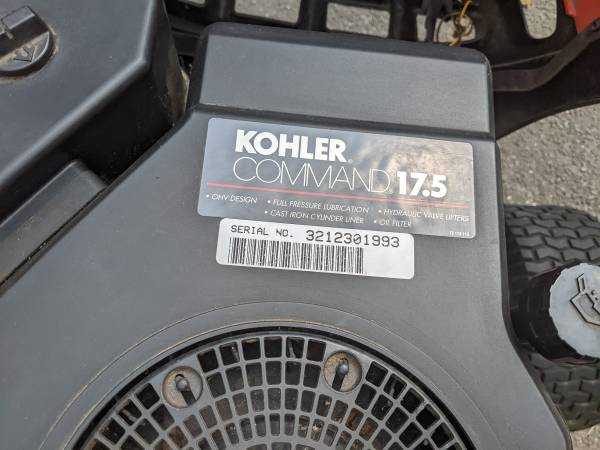 KOHLER®
COMMAND 17.5
• OHV DESIGN • FULL PRESSURE LUBRICATION • HYDRAULIC VALVE LIFTERS
• CAST IRON CYLINDER LINER • OIL FILTER
SERIAL NO. 3212301993